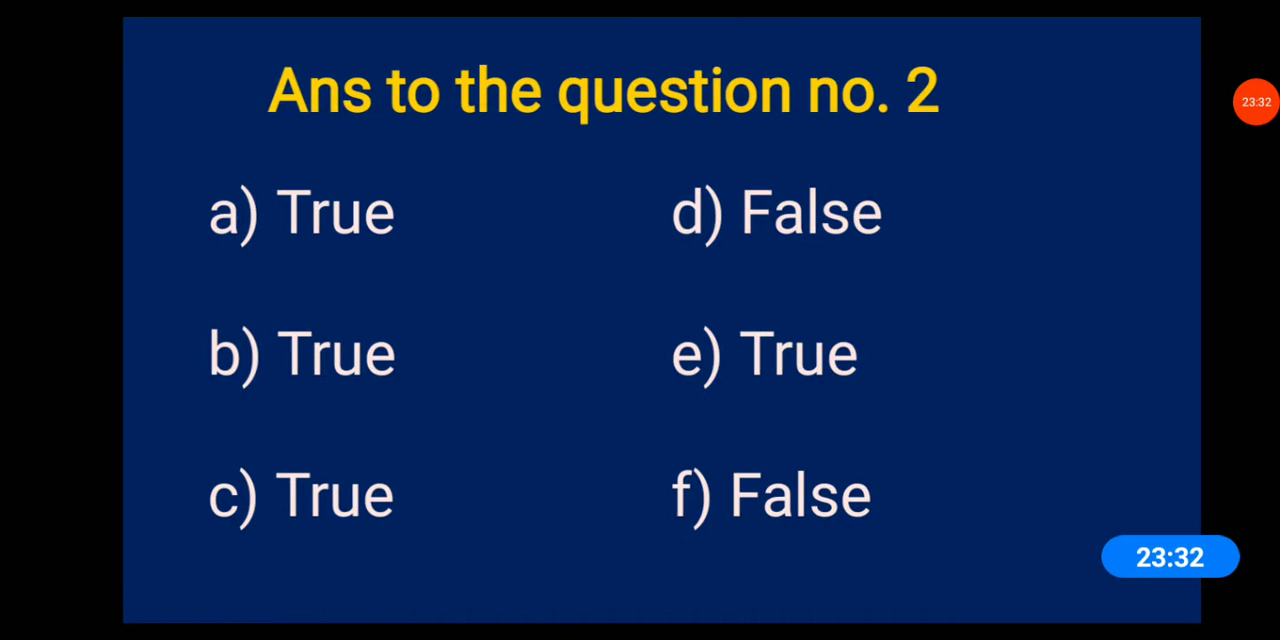 Ans to the question no. 2
23:32
a) True
d) False
b) True
e) True
c) True
f) False
23:32